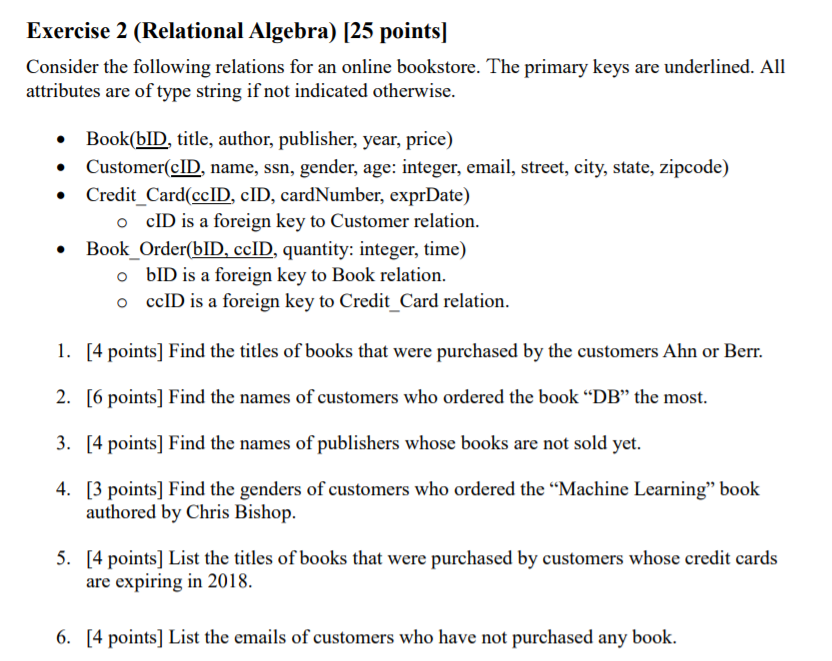 Exercise 2 (Relational Algebra) [25 points]
Consider the following relations for an online bookstore. The primary keys are underlined. All
attributes are of type string if not indicated otherwise.
• Book(bID, title, author, publisher, year, price)
• Customer(cID, name, ssn, gender, age: integer, email, street, city, state, zipcode)
• Credit_Card(ccID, cID, cardNumber, exprDate)
o cID is a foreign key to Customer relation.
• Book_Order(bID, ccID, quantity: integer, time)
o bID is a foreign key to Book relation.
o ccID is a foreign key to Credit_Card relation.
1. [4 points] Find the titles of books that were purchased by the customers Ahn or Berr.
2. [6 points] Find the names of customers who ordered the book “DB” the most.
3. [4 points] Find the names of publishers whose books are not sold yet.
4. [3 points] Find the genders of customers who ordered the “Machine Learning” book
authored by Chris Bishop.
5. [4 points] List the titles of books that were purchased by customers whose credit cards
are expiring in 2018.
6. [4 points] List the emails of customers who have not purchased any book.